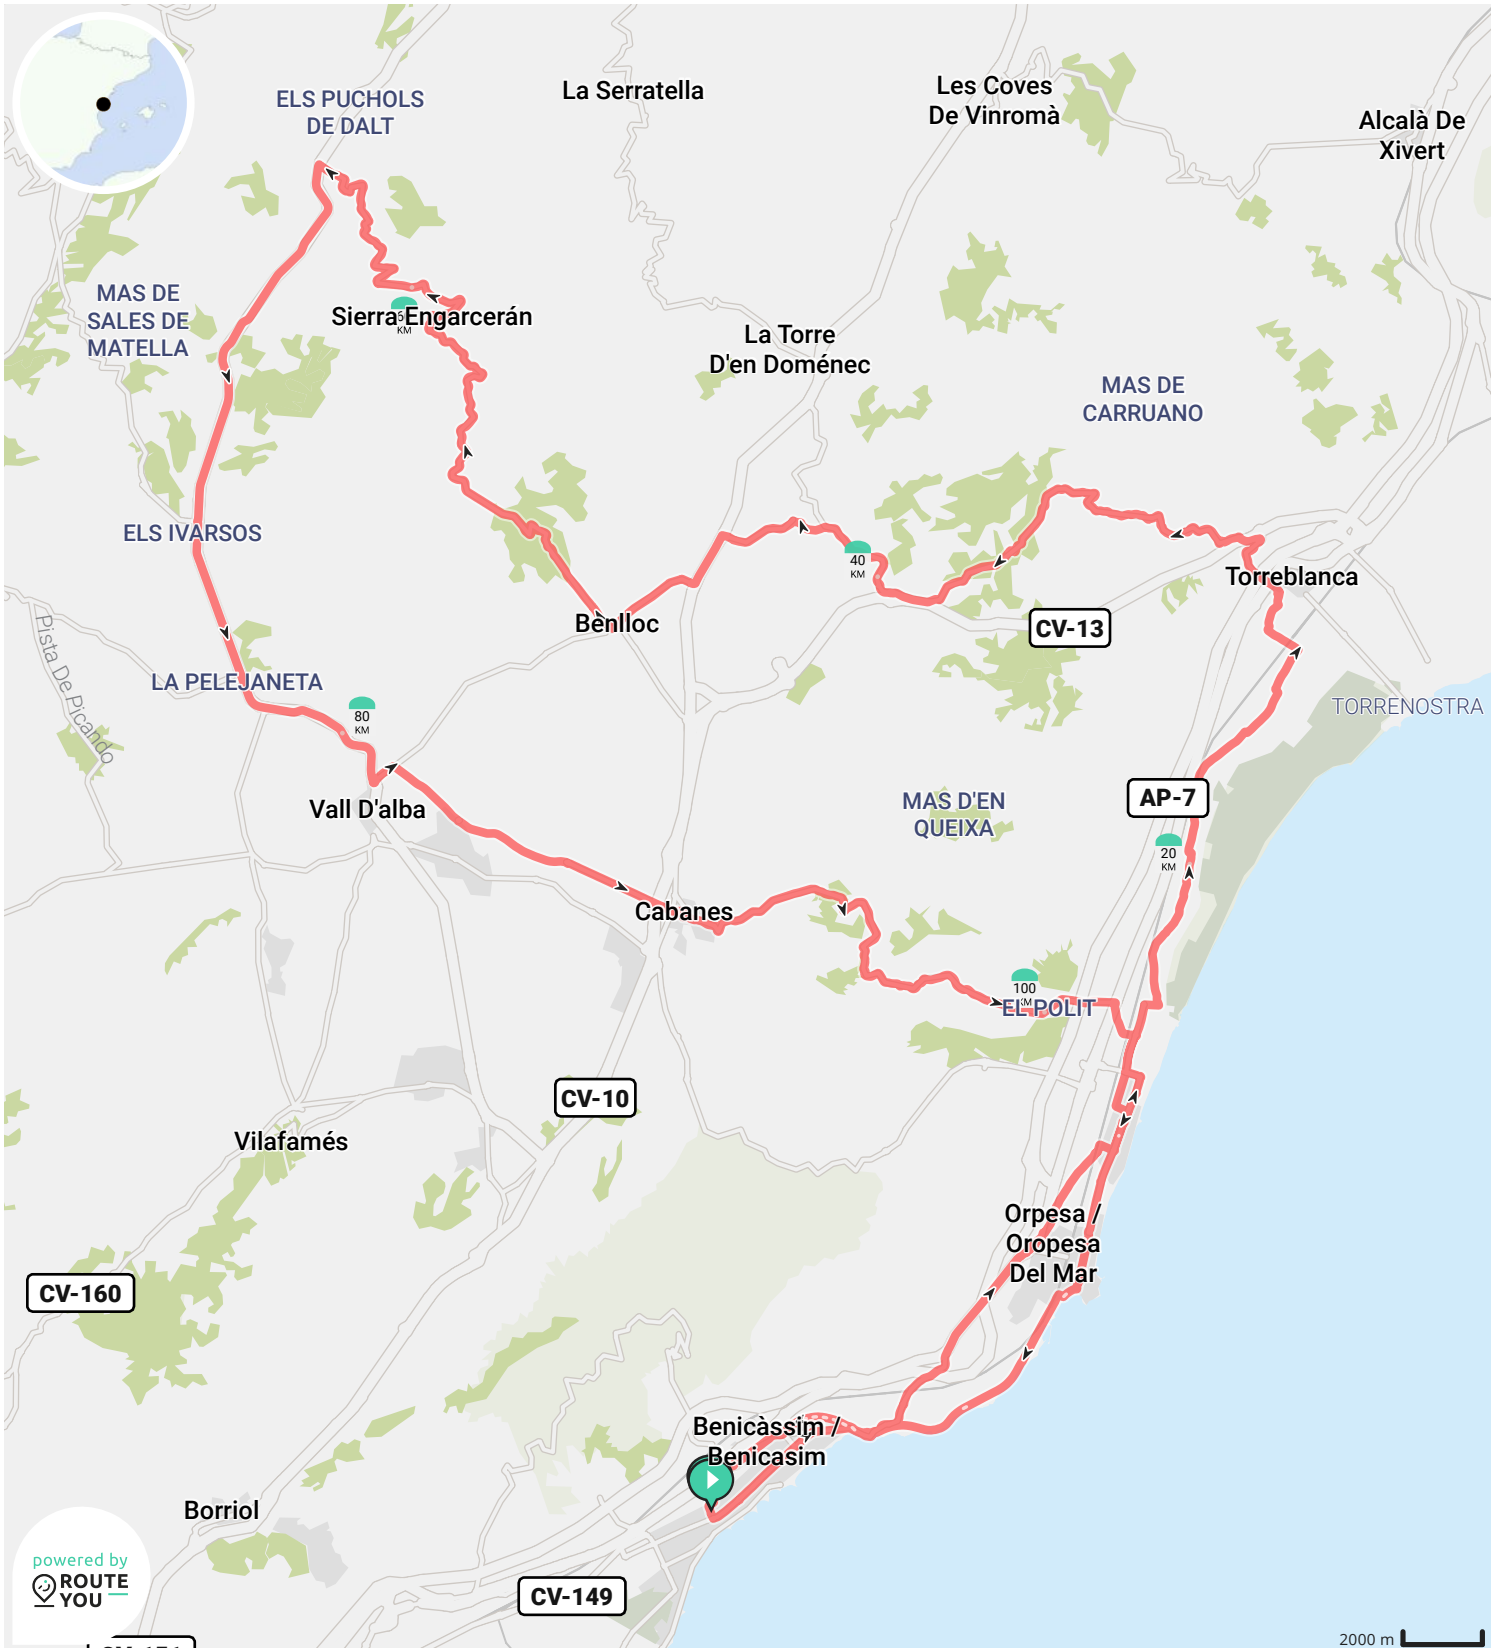 La Serratella
Les Coves
De Vinromà
Alcalà De
Xivert
ELS PUCHOLS
DE DALT
MAS DE
SALES DE
MATELLA
Sierra Engarcerán
KM
La Torre
D'en Doménec
MAS DE
CARRUANO
ELS IVARSOS
40
KM
Torreblanca
Benlloc
CV-13
Pista De Picando
LA PELEJANETA
TORRENOSTRA
80
KM
Vall D'alba
MAS D'EN
QUEIXA
AP-7
20
KM
Cabanes
100
KM
EL POLIT
CV-10
Vilafamés
Orpesa /
Oropesa
Del Mar
CV-160
Benicàssim /
Benicasim
Borriol
CV-149
powered by
ROUTE
YOU
2000 m